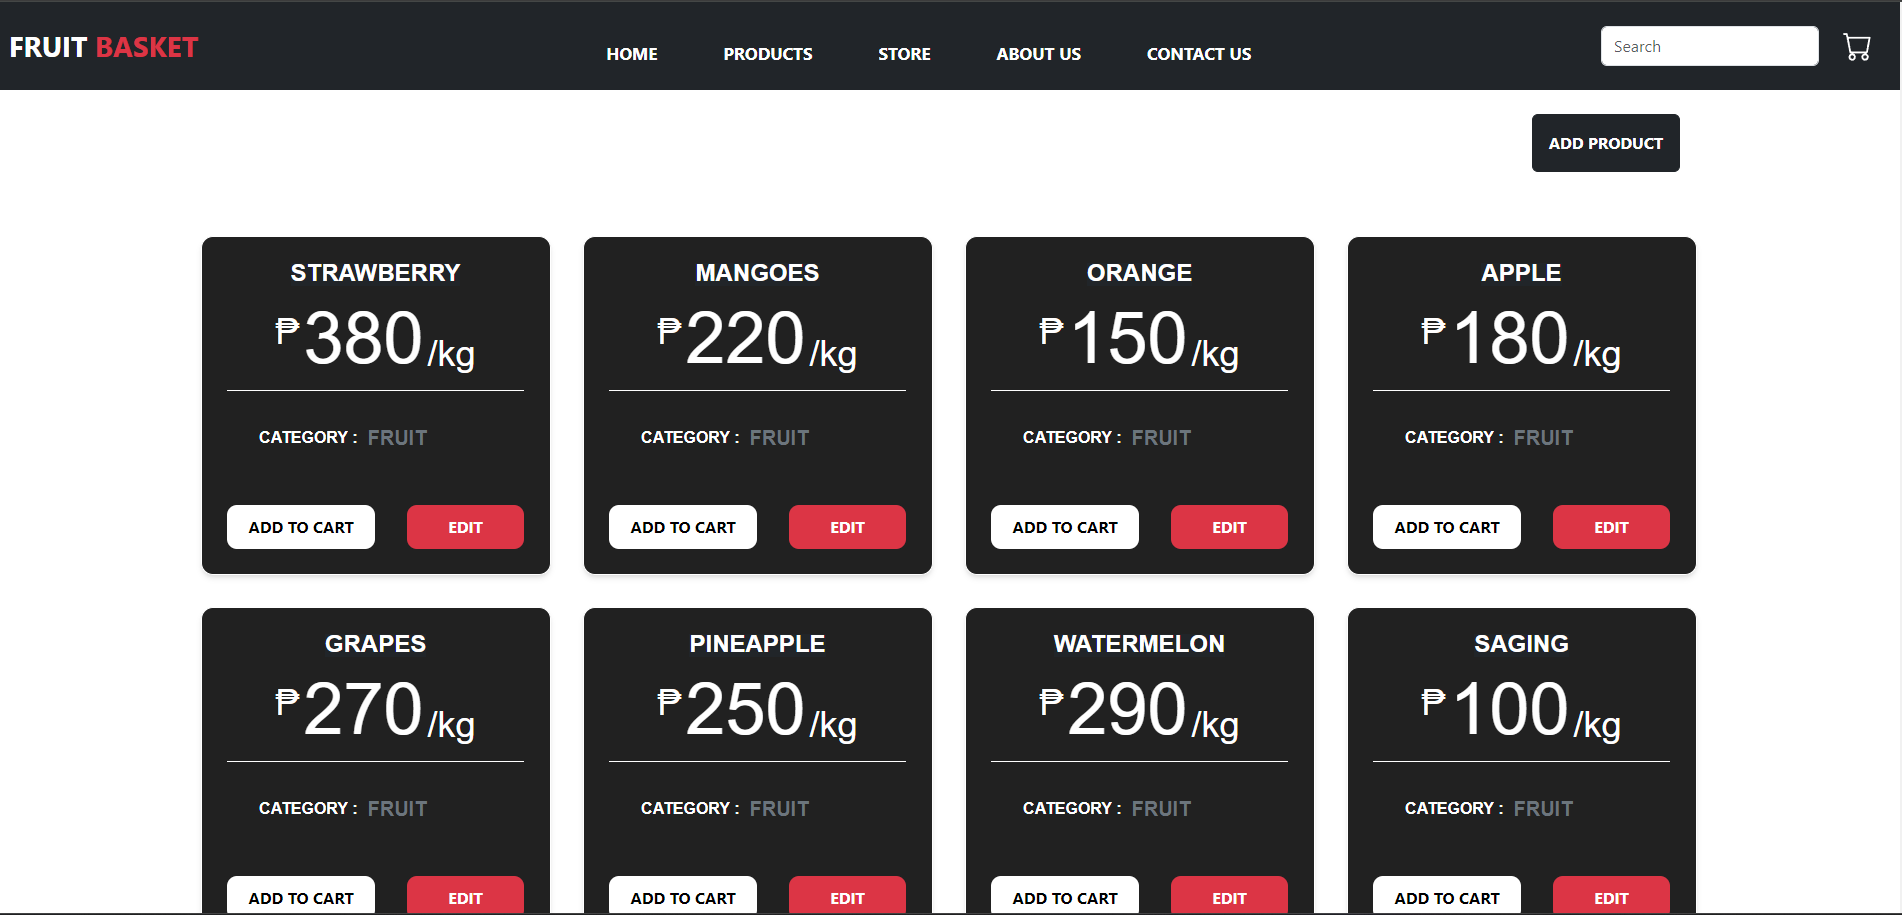 FRUIT BASKET
HOME PRODUCTS STORE ABOUT US CONTACT US
Search
ADD PRODUCT
STRAWBERRY
₱380/kg
CATEGORY : FRUIT
ADD TO CART EDIT
MANGOES
₱220/kg
CATEGORY : FRUIT
ADD TO CART EDIT
ORANGE
₱150/kg
CATEGORY : FRUIT
ADD TO CART EDIT
APPLE
₱180/kg
CATEGORY : FRUIT
ADD TO CART EDIT
GRAPES
₱270/kg
CATEGORY : FRUIT
ADD TO CART EDIT
PINEAPPLE
₱250/kg
CATEGORY : FRUIT
ADD TO CART EDIT
WATERMELON
₱290/kg
CATEGORY : FRUIT
ADD TO CART EDIT
SAGING
₱100/kg
CATEGORY : FRUIT
ADD TO CART EDIT